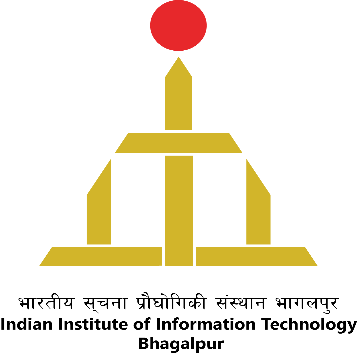 भारतीय सूचना प्रौघोगिकी संस्थान भागलपुर
Indian Institute of Information Technology
Bhagalpur